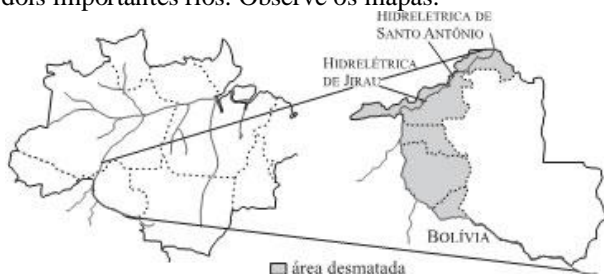 dois importantes rios. Observe os mapas.
HIDRELÉTRICA DE
SANTO ANTÔNIO
HIDRELÉTRICA
DE JIRAU
BOLÍVIA
área desmatada